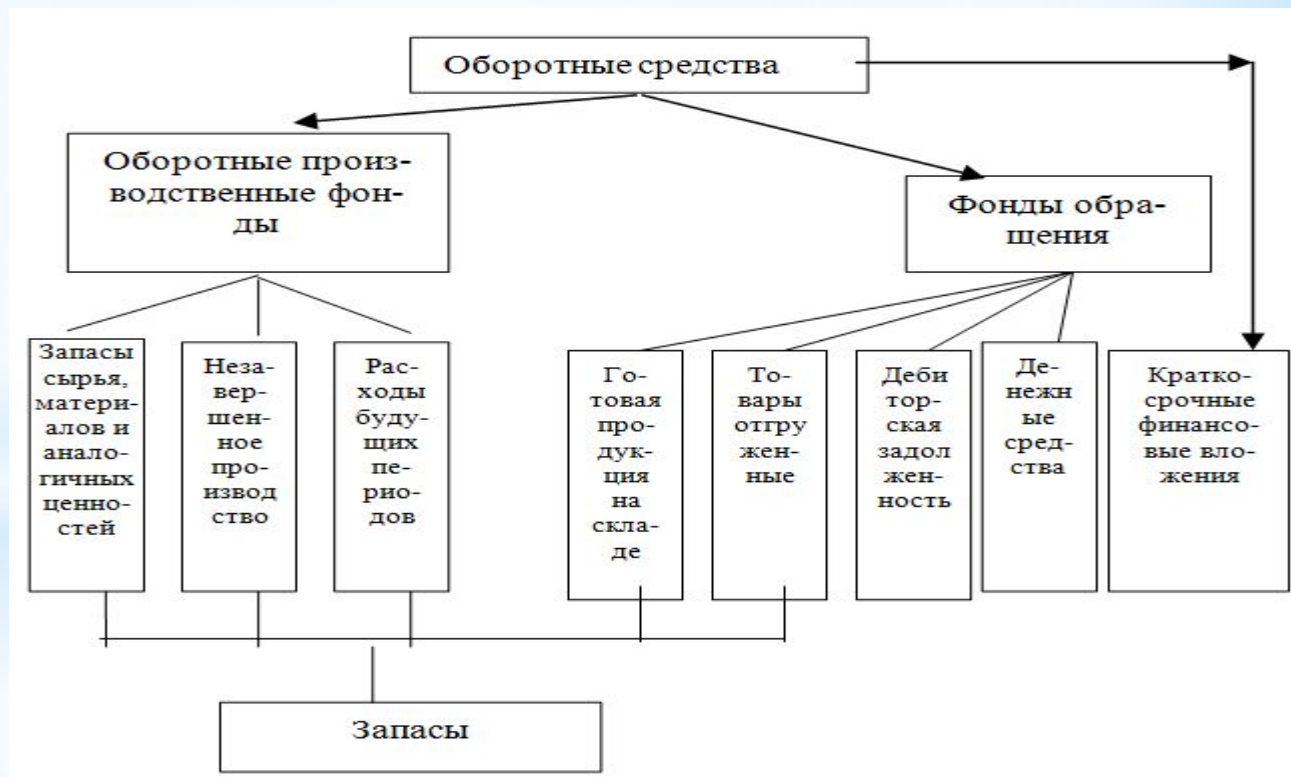 Оборотные средства
Оборотные произ-
водственные фон-
ды
Фонды обра-
щения
Запасы
сырья,
матери-
алов и
анало-
гичных
ценно-
стей
Неза-
вер-
шен-
ное
про-
извод
ство
Рас-
ходы
буду-
щих
пе-
рио-
дов
Го-
товая
про-
дук-
ция
на
скла-
де
То-
вары
отгру
жен-
ные
Деби
тор-
ская
задол
жен-
ность
Де-
нежн
ые
сред-
ства
Кратко-
срочные
финансо-
вые вло-
жения
Запасы